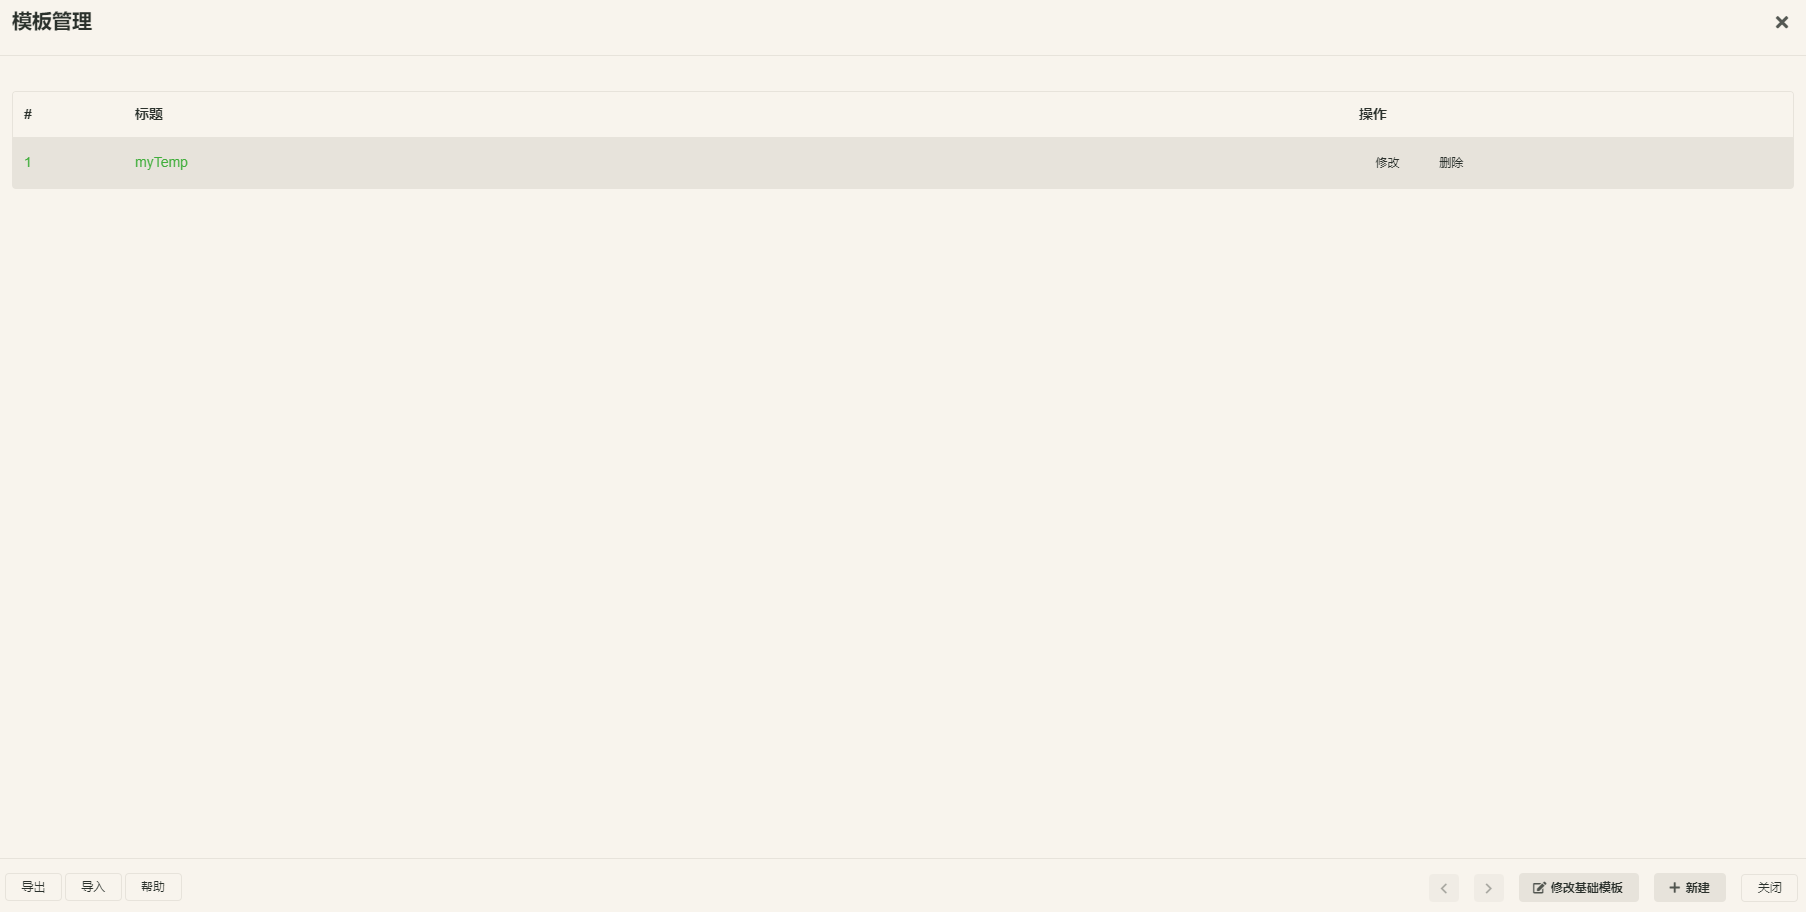 模板管理
# 标题 操作
1 myTemp 修改 删除
导出 导入 帮助 修改基础模板 新建 关闭